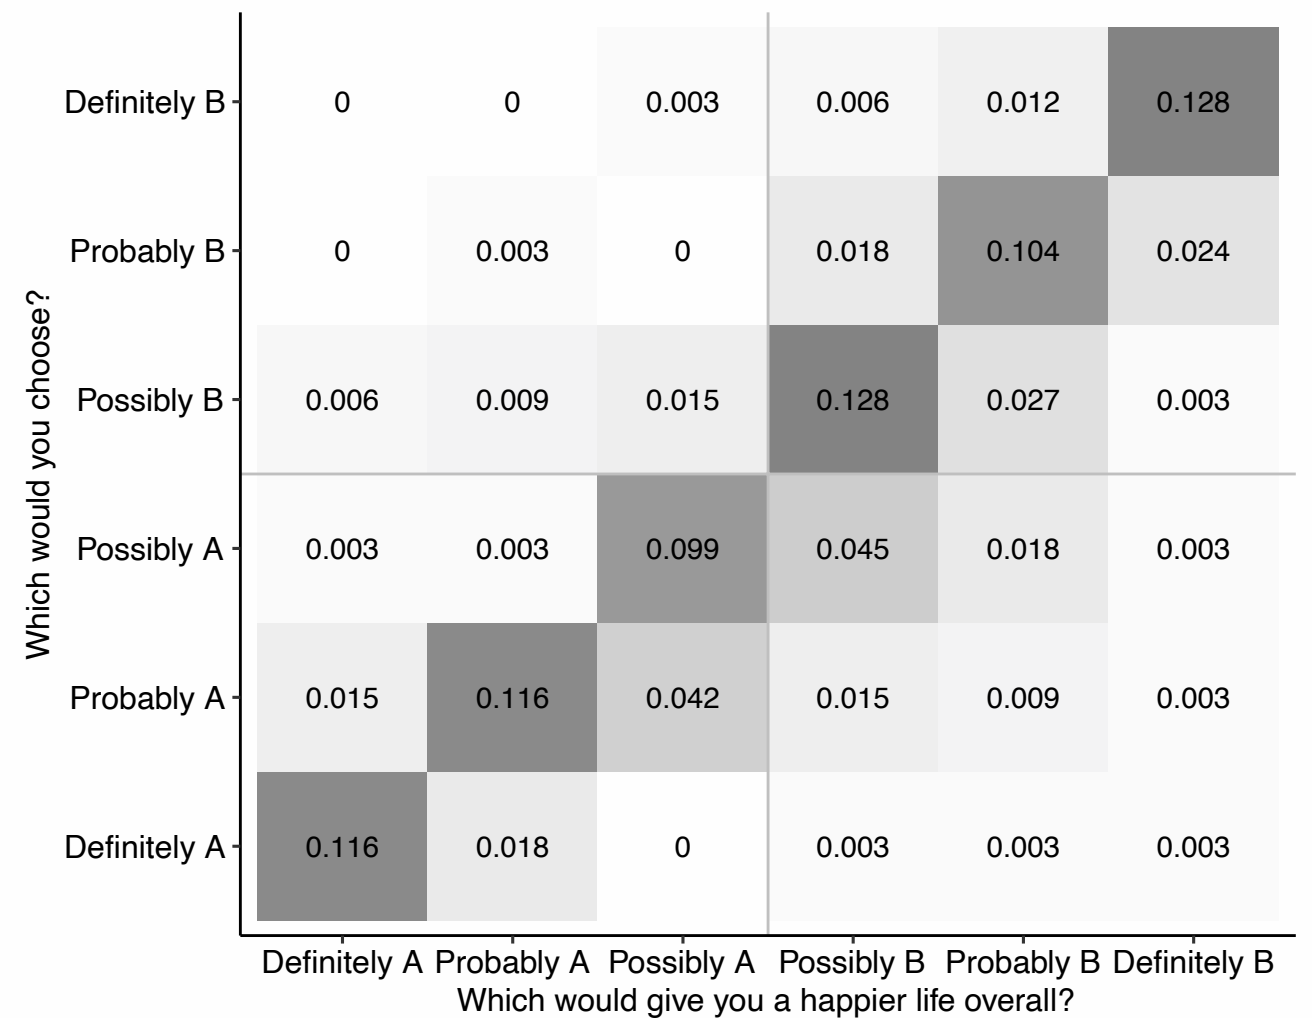 Which would you choose?
Definitely B 0 0 0.003 0.006 0.012 0.128
Probably B 0 0.003 0 0.018 0.104 0.024
Possibly B 0.006 0.009 0.015 0.128 0.027 0.003
Possibly A 0.003 0.003 0.099 0.045 0.018 0.003
Probably A 0.015 0.116 0.042 0.015 0.009 0.003
Definitely A 0.116 0.018 0 0.003 0.003 0.003
Definitely A Probably A Possibly A Possibly B Probably B Definitely B
Which would give you a happier life overall?